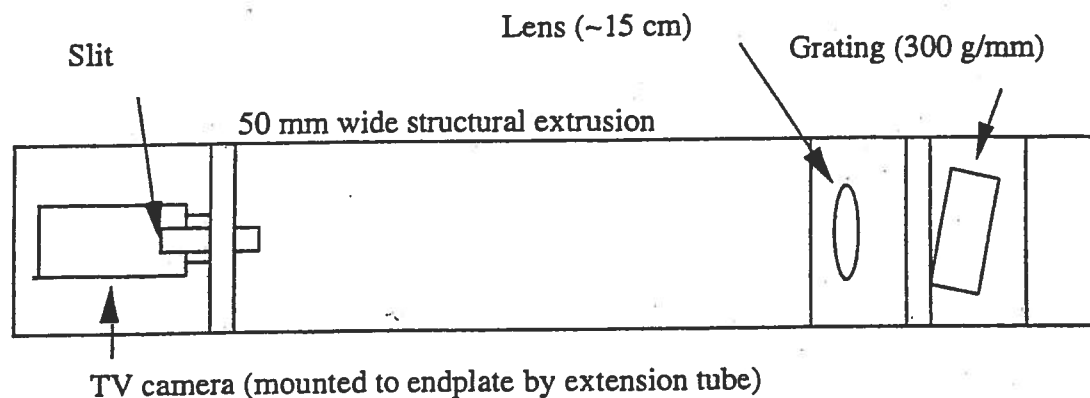 Lens (~15 cm)
Slit
Grating (300 g/mm)
50 mm wide structural extrusion
TV camera (mounted to endplate by extension tube)